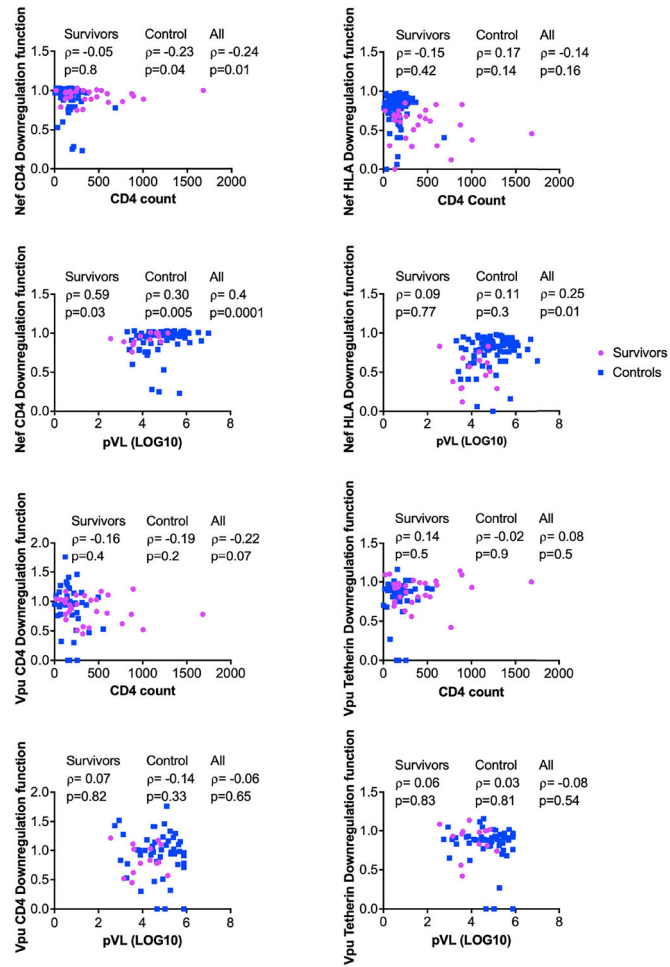 Survivors Control All
ρ= -0.05 ρ= -0.23 ρ= -0.24
p=0.8 p=0.04 p=0.01
Nef CD4 Downregulation function
1.5
1.0
0.5
0.0
0 500 1000 1500 2000
CD4 count
Survivors Control All
ρ= -0.15 ρ= 0.17 ρ= -0.14
p=0.42 p=0.14 p=0.16
Nef HLA Downregulation function
1.5
1.0
0.5
0.0
0 500 1000 1500 2000
CD4 Count
Survivors Control All
ρ= 0.59 ρ= 0.30 ρ= 0.4
p=0.03 p=0.005 p=0.0001
Nef CD4 Downregulation function
1.5
1.0
0.5
0.0
0 2 4 6 8
pVL (LOG10)
Survivors Control All
ρ= 0.09 ρ= 0.11 ρ= 0.25
p=0.77 p=0.3 p=0.01
Nef HLA Downregulation function
1.5
1.0
0.5
0.0
0 2 4 6 8
pVL (LOG10)
Survivors
Controls
Survivors Control All
ρ= -0.16 ρ= -0.19 ρ= -0.22
p=0.4 p=0.2 p=0.07
Vpu CD4 Downregulation function
2.0
1.5
1.0
0.5
0.0
0 500 1000 1500 2000
CD4 count
Survivors Control All
ρ= 0.14 ρ= -0.02 ρ= 0.08
p=0.5 p=0.9 p=0.5
Vpu Tetherin Downregulation function
1.5
1.0
0.5
0.0
0 500 1000 1500 2000
CD4 count
Survivors Control All
ρ= 0.07 ρ= -0.14 ρ= -0.06
p=0.82 p=0.33 p=0.65
Vpu CD4 Downregulation function
2.0
1.5
1.0
0.5
0.0
0 2 4 6 8
pVL (LOG10)
Survivors Control All
ρ= 0.06 ρ= 0.03 ρ= -0.08
p=0.83 p=0.81 p=0.54
Vpu Tetherin Downregulation function
1.5
1.0
0.5
0.0
0 2 4 6 8
pVL (LOG10)